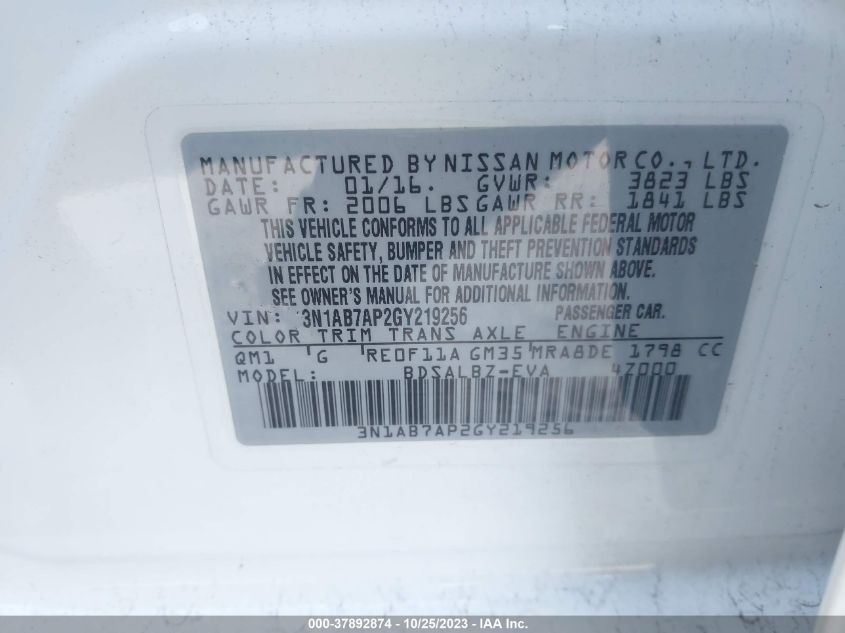 MANUFACTURED BY NISSAN MOTOR CO., LTD.
DATE: 01/16. GVWR: 3823 LBS
GAWR FR: 2006 LBS GAWR RR: 1841 LBS
THIS VEHICLE CONFORMS TO ALL APPLICABLE FEDERAL MOTOR
VEHICLE SAFETY, BUMPER AND THEFT PREVENTION STANDARDS
IN EFFECT ON THE DATE OF MANUFACTURE SHOWN ABOVE.
SEE OWNER'S MANUAL FOR ADDITIONAL INFORMATION.
VIN: 3N1AB7AP2GY219256 PASSENGER CAR.
COLOR TRIM TRANS AXLE ENGINE
QM1 'G RE0F11A GM35'MRA8DE 1798 CC
MODEL: BDSALBZ-EVA 4Z000
3N1AB7AP2GY219256
000-37892874 - 10/25/2023 - IAA Inc.